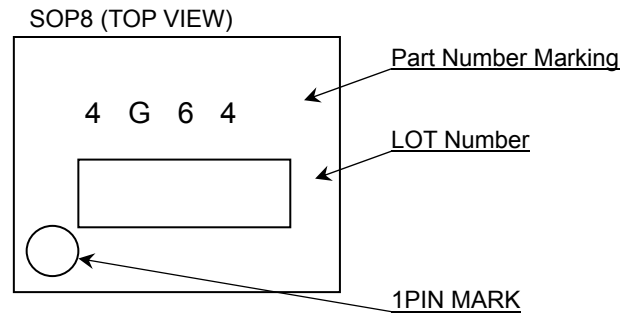 SOP8 (TOP VIEW)
Part Number Marking
4 G 6 4
LOT Number
1PIN MARK